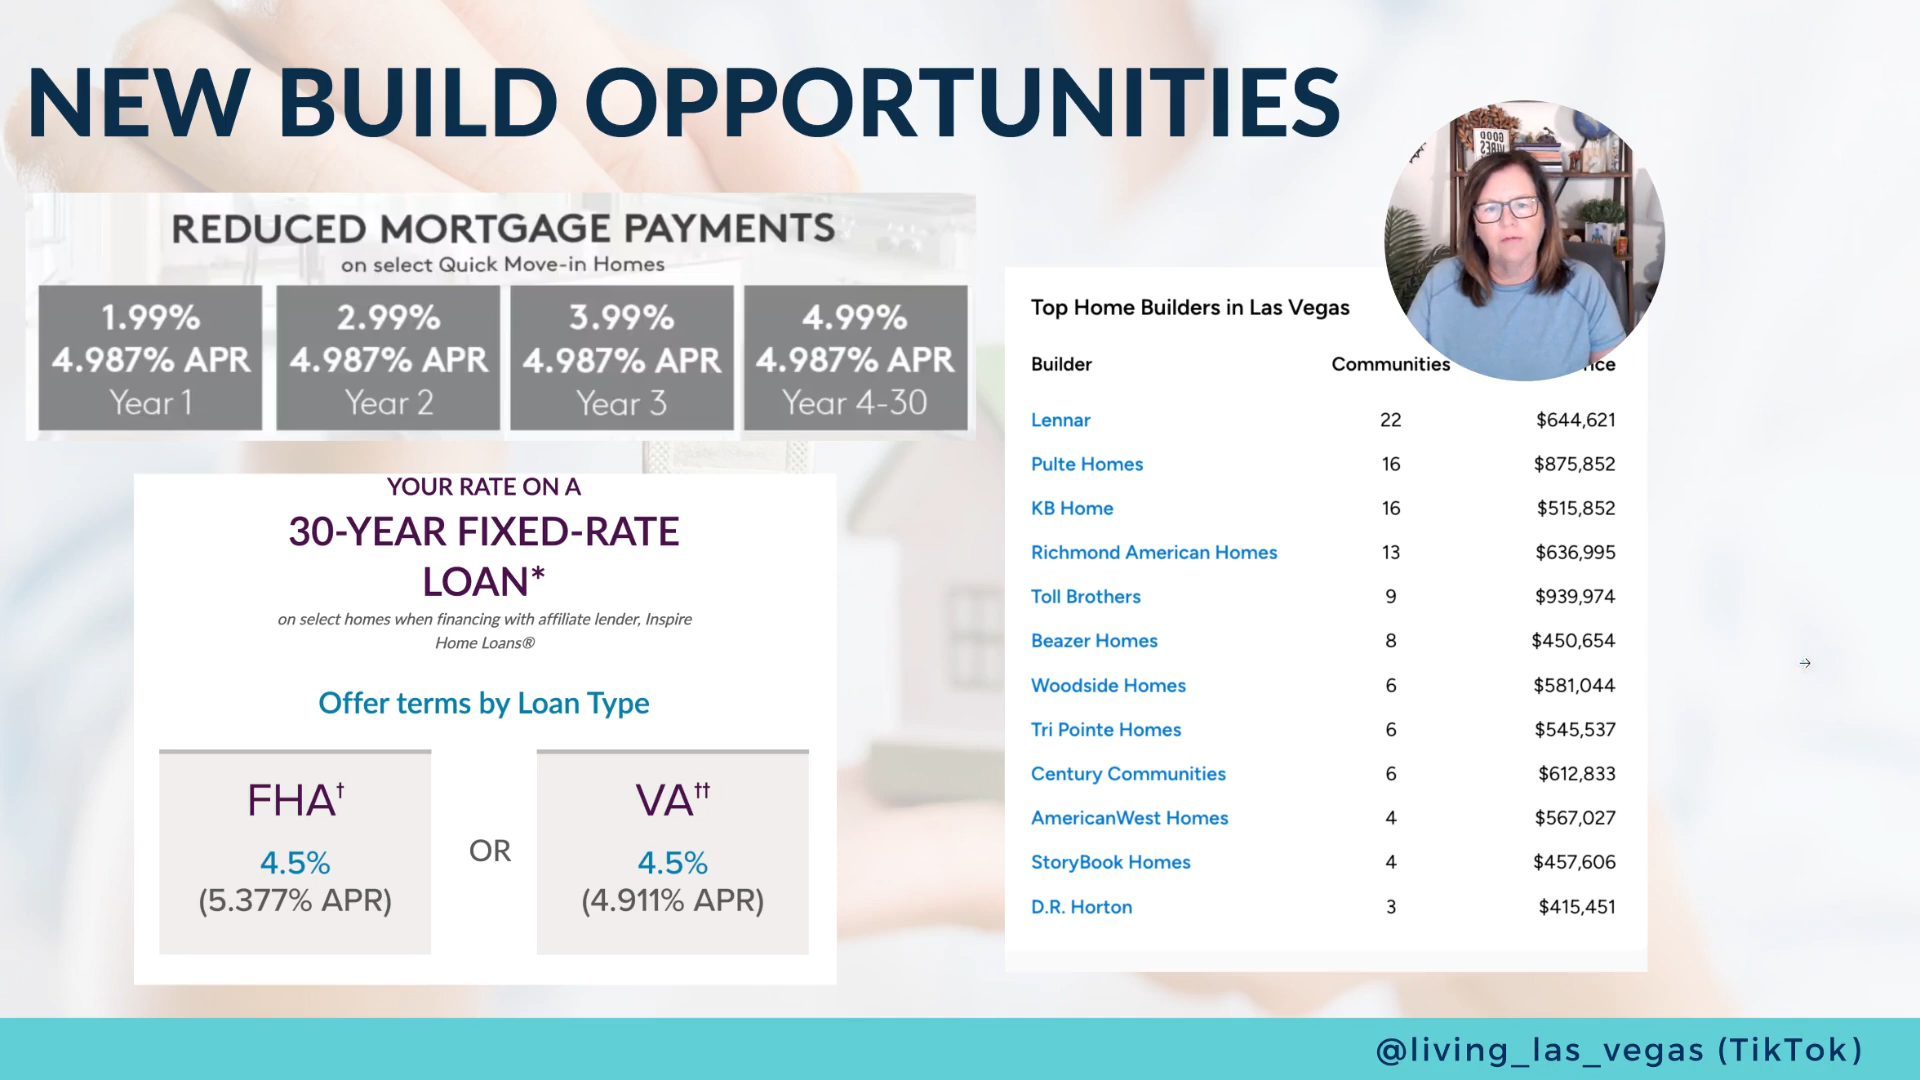 NEW BUILD OPPORTUNITIES
REDUCED MORTGAGE PAYMENTS
on select Quick Move-in Homes
1.99% 2.99% 3.99% 4.99%
4.987% APR 4.987% APR 4.987% APR 4.987% APR
Year 1 Year 2 Year 3 Year 4-30
YOUR RATE ON A
30-YEAR FIXED-RATE
LOAN*
on select homes when financing with affiliate lender, Inspire
Home Loans®
Offer terms by Loan Type
FHA† OR VA††
4.5% 4.5%
(5.377% APR) (4.911% APR)
GOOD
VIBES
Top Home Builders in Las Vegas
Builder Communities
Lennar 22 $644,621
Pulte Homes 16 $875,852
KB Home 16 $515,852
Richmond American Homes 13 $636,995
Toll Brothers 9 $939,974
Beazer Homes 8 $450,654
Woodside Homes 6 $581,044
Tri Pointe Homes 6 $545,537
Century Communities 6 $612,833
AmericanWest Homes 4 $567,027
StoryBook Homes 4 $457,606
D.R. Horton 3 $415,451
@living_las_vegas (TikTok)